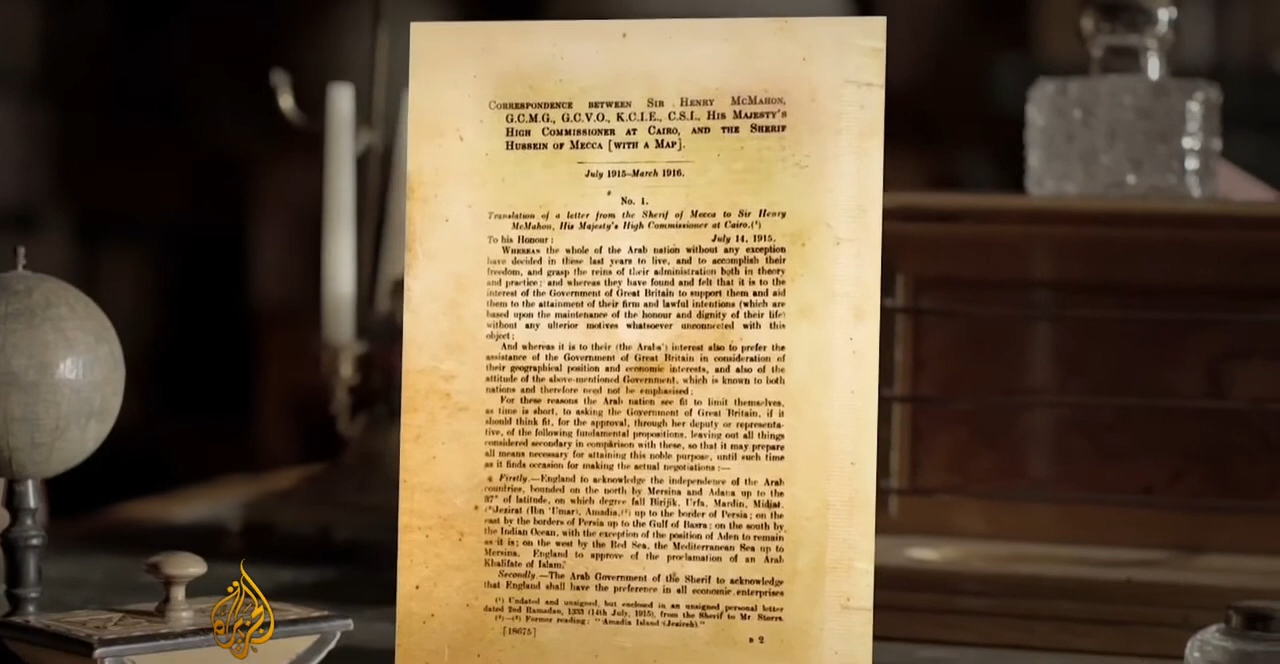 CORRESPONDENCE BETWEEN SIR HENRY MCMAHON,
G.C.M.G., G.C.V.O., K.C.I.E., C.S.I., HIS MAJESTY'S
HIGH COMMISSIONER AT CAIRO, AND THE SHERIF
HUSSEIN OF MECCA [WITH A MAP].
July 1915–March 1916.
No. 1.
Translation of a letter from the Sherif of Mecca to Sir Henry
McMahon, His Majesty's High Commissioner at Cairo.(¹)
To his Honour: July 14, 1915.
WHEREAS the whole of the Arab nation without any exception
have decided in these last years to live, and to accomplish their
freedom, and grasp the reins of their administration both in theory
and practice; and whereas they have found and felt that it is to the
interest of the Government of Great Britain to support them and aid
them to the attainment of their firm and lawful intentions (which are
based upon the maintenance of the honour and dignity of their life)
without any ulterior motives whatsoever unconnected with this
object;
And whereas it is to their (the Arabs') interest also to prefer the
assistance of the Government of Great Britain in consideration of
their geographical position and economic interests, and also of the
attitude of the above-mentioned Government, which is known to both
nations and therefore need not be emphasised;
For these reasons the Arab nation see fit to limit themselves,
as time is short, to asking the Government of Great Britain, if it
should think fit, for the approval, through her deputy or representa-
tive, of the following fundamental propositions, leaving out all things
considered secondary in comparison with these, so that it may prepare
all means necessary for attaining this noble purpose, until such time
as it finds occasion for making the actual negotiations:—
Firstly.—England to acknowledge the independence of the Arab
countries, bounded on the north by Mersina and Adana up to the
37° of latitude, on which degree fall Birijik, Urfa, Mardin, Midiat,
(²)Jezirat (Ibn 'Umar), Amadia,(²) up to the border of Persia; on the
east by the borders of Persia up to the Gulf of Basra; on the south by
the Indian Ocean, with the exception of the position of Aden to remain
as it is; on the west by the Red Sea, the Mediterranean Sea up to
Mersina. England to approve of the proclamation of an Arab
Khalifate of Islam.
Secondly.—The Arab Government of the Sherif to acknowledge
that England shall have the preference in all economic enterprises
(¹) Undated and unsigned, but enclosed in an unsigned personal letter
dated 2nd Ramadan, 1333 (14th July, 1915), from the Sherif to Mr Storrs.
(²)—(²) Former reading: "Amadia Island (Jezireh)."
[18675] B 2
الجزيرة